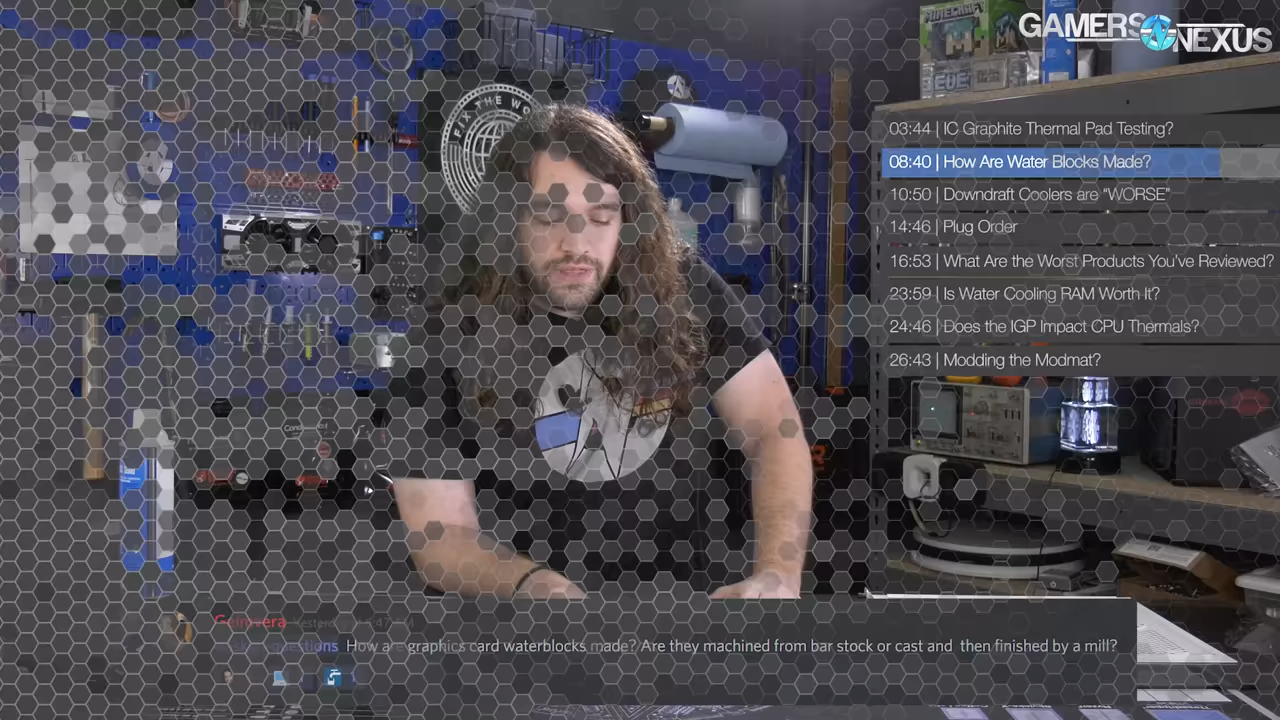 GAMERS NEXUS
MINECRAFT
FIX THE WO
03:44 | IC Graphite Thermal Pad Testing?
08:40 | How Are Water Blocks Made?
10:50 | Downdraft Coolers are “WORSE”
14:46 | Plug Order
16:53 | What Are the Worst Products You've Reviewed?
23:59 | Is Water Cooling RAM Worth It?
24:46 | Does the IGP Impact CPU Thermals?
26:43 | Modding the Modmat?
How are graphics card waterblocks made? Are they machined from bar stock or cast and then finished by a mill?